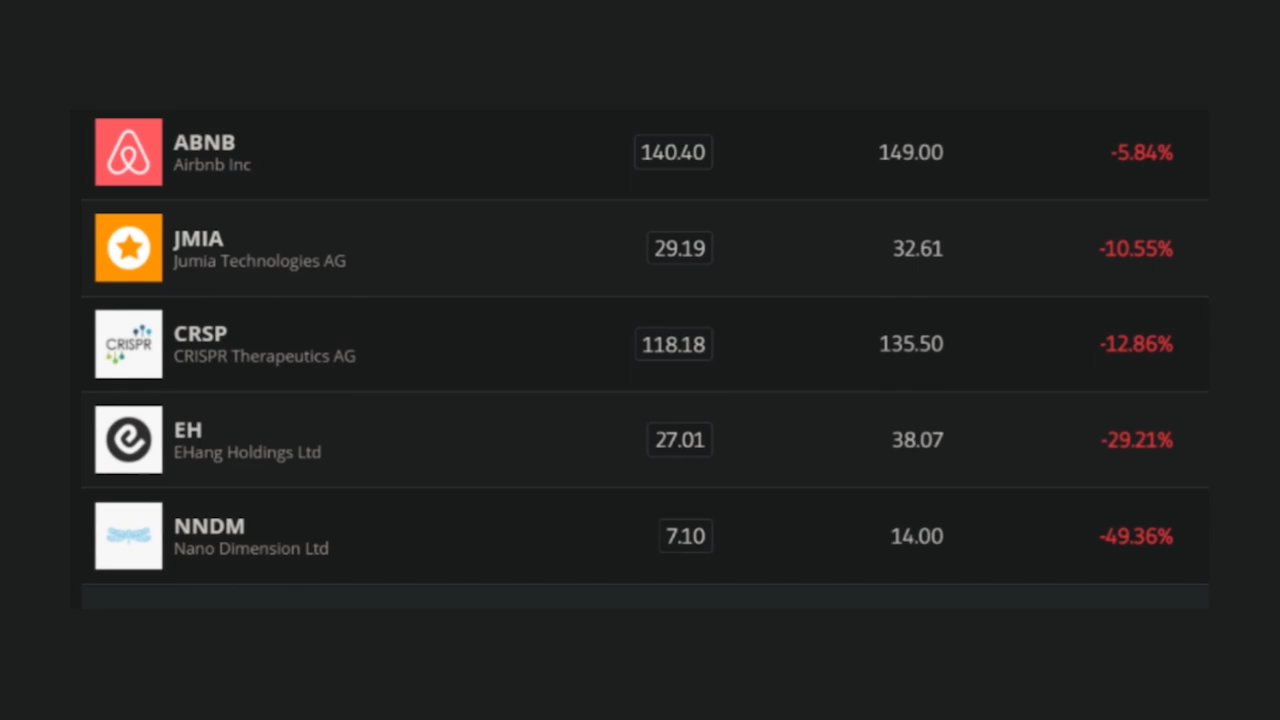 ABNB
Airbnb Inc
140.40
149.00
-5.84%
JMIA
Jumia Technologies AG
29.19
32.61
-10.55%
CRISPR
CRSP
CRISPR Therapeutics AG
118.18
135.50
-12.86%
EH
EHang Holdings Ltd
27.01
38.07
-29.21%
NNDM
Nano Dimension Ltd
7.10
14.00
-49.36%